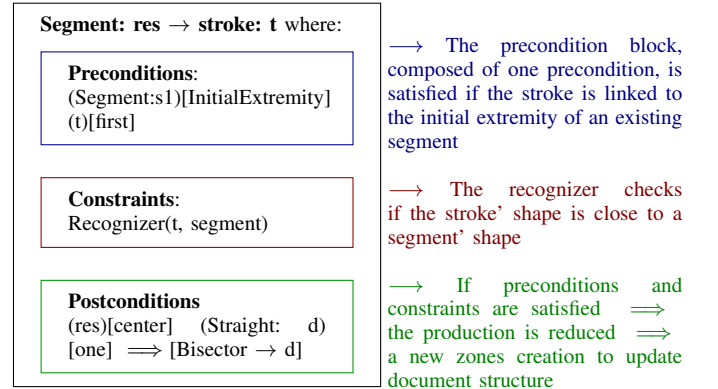 Segment: res → stroke: t where:
Preconditions:
(Segment:s1)[InitialExtremity]
(t)[first]
Constraints:
Recognizer(t, segment)
Postconditions
(res)[center] (Straight: d)
[one] ⟹ [Bisector → d]
⟶ The precondition block,
composed of one precondition, is
satisfied if the stroke is linked to
the initial extremity of an existing
segment
⟶ The recognizer checks
if the stroke' shape is close to a
segment' shape
⟶ If preconditions and
constraints are satisfied ⟹
the production is reduced ⟹
a new zones creation to update
document structure